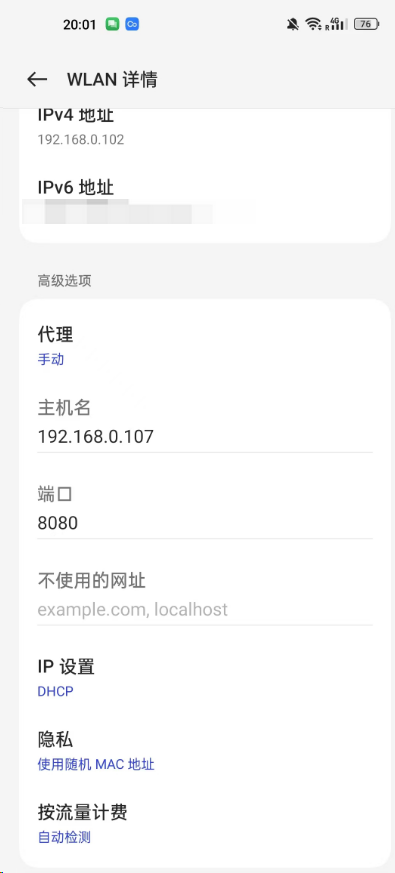 20:01
4G
76
WLAN 详情
IPv4 地址
192.168.0.102
IPv6 地址
高级选项
代理
手动
主机名
192.168.0.107
端口
8080
不使用的网址
example.com, localhost
IP 设置
DHCP
隐私
使用随机 MAC 地址
按流量计费
自动检测